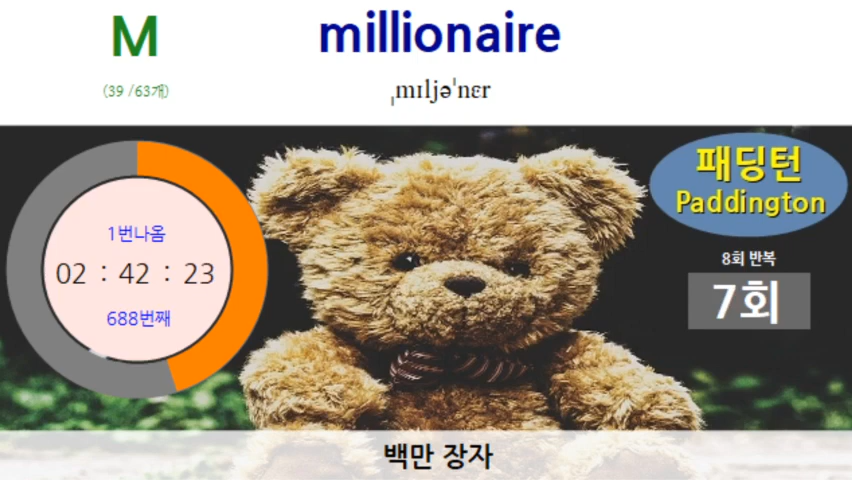 M
millionaire
(39 /63개)
ˌmɪljəˈnɛr
패딩턴
Paddington
1번나옴
02 : 42 : 23
688번째
8회 반복
7회
백만 장자